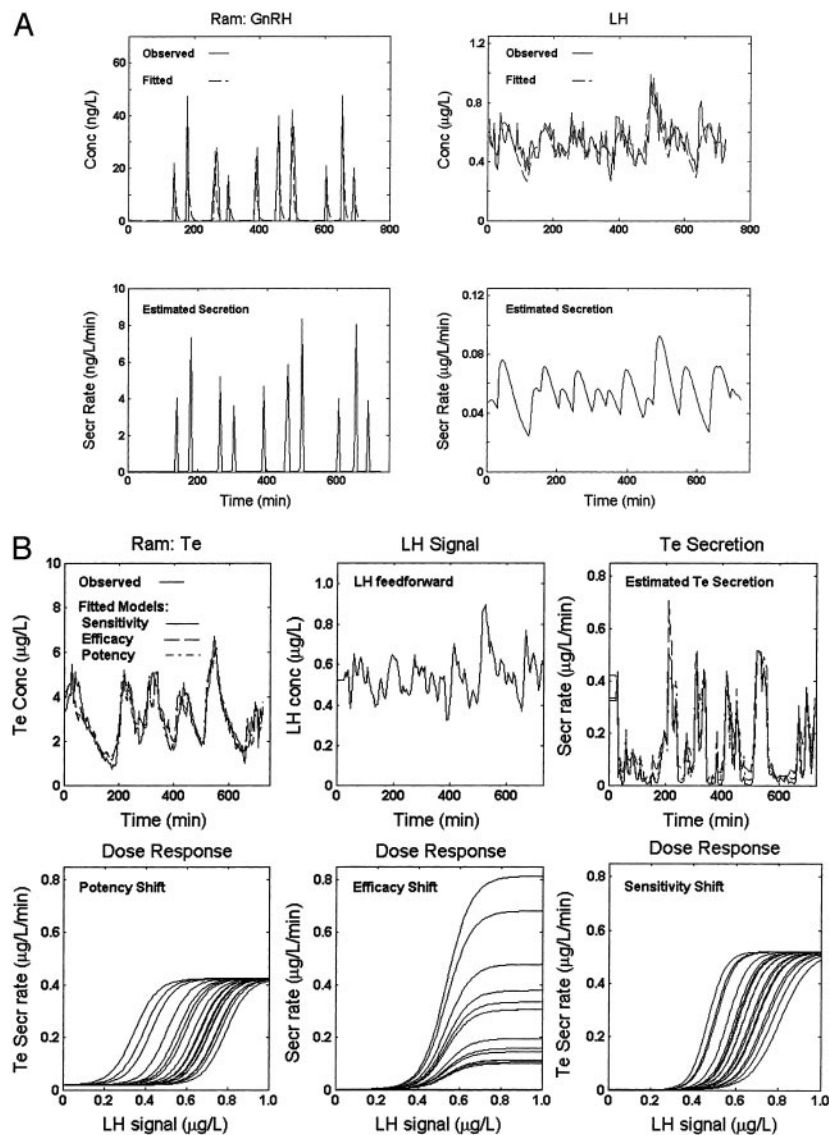 A
Ram: GnRH
LH
Observed
Fitted
Conc (ng/L)
60
40
20
0
0 200 400 600 800
Observed
Fitted
Conc (µg/L)
1.2
0.8
0.4
0
0 200 400 600 800
Estimated Secretion
Secr Rate (ng/L/min)
10
8
6
4
2
0
0 200 400 600
Time (min)
Estimated Secretion
Secr Rate (µg/L/min)
0.12
0.08
0.04
0
0 200 400 600
Time (min)
B
Ram: Te
LH Signal
Te Secretion
Observed
Fitted Models:
Sensitivity
Efficacy
Potency
Te Conc (µg/L)
10
8
6
4
2
0
0 200 400 600
Time (min)
LH feedforward
LH conc (µg/L)
1.0
0.8
0.6
0.4
0.2
0
0 200 400 600
Time (min)
Estimated Te Secretion
Secr rate (µg/L/min)
0.8
0.6
0.4
0.2
0
0 200 400 600
Time (min)
Dose Response
Dose Response
Dose Response
Potency Shift
Te Secr rate (µg/L/min)
0.8
0.6
0.4
0.2
0
0 0.2 0.4 0.6 0.8 1.0
LH signal (µg/L)
Efficacy Shift
Secr rate (µg/L/min)
0.8
0.6
0.4
0.2
0
0 0.2 0.4 0.6 0.8 1.0
LH signal (µg/L)
Sensitivity Shift
Te Secr rate (µg/L/min)
0.8
0.6
0.4
0.2
0
0 0.2 0.4 0.6 0.8 1.0
LH signal (µg/L)